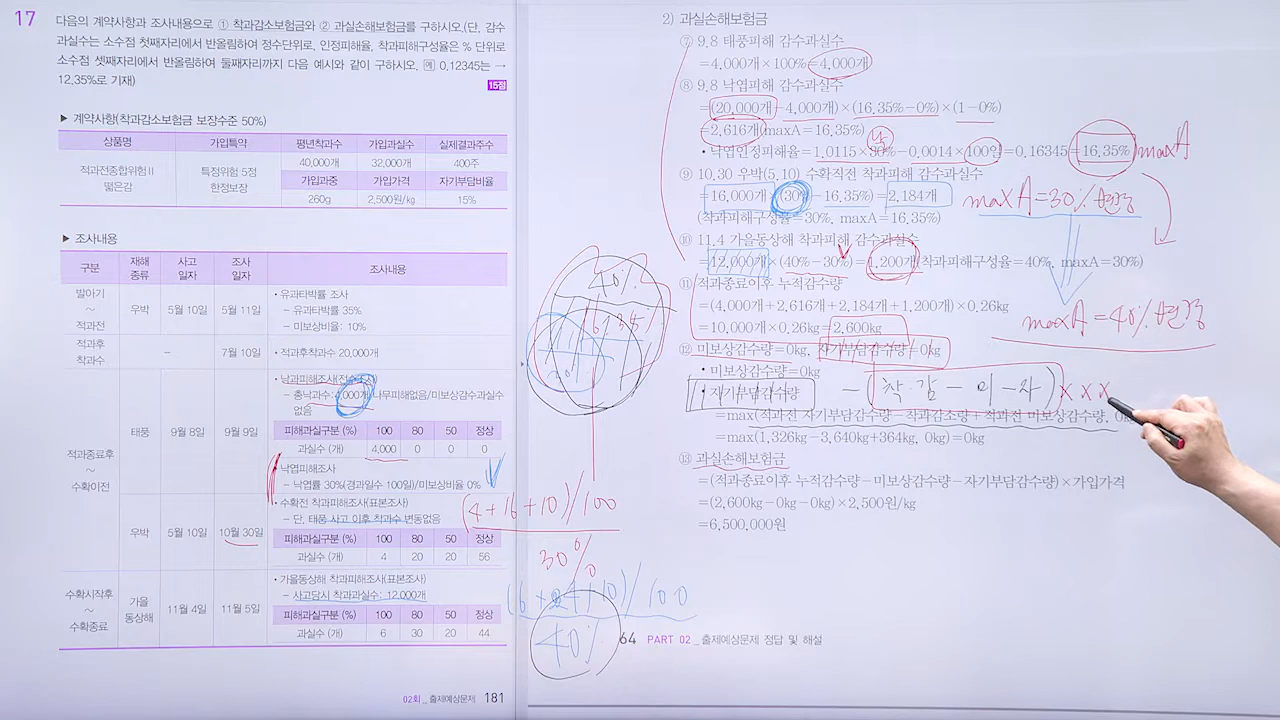 17
다음의 계약사항과 조사내용으로 ① 착과감소보험금와 ② 과실손해보험금를 구하시오.(단, 감수
과실수는 소수점 첫째자리에서 반올림하여 정수단위로, 인정피해율, 착과피해구성율은 % 단위로
소수점 셋째자리에서 반올림하여 둘째자리까지 다음 예시와 같이 구하시오. 예 0.12345는 →
12.35%로 기재)
15점
▶ 계약사항(착과감소보험금 보장수준 50%)
상품명 가입특약 평년착과수 가입과실수 실제결과주수
적과전종합위험Ⅱ 떫은감 특정위험 5종 한정보장 40,000개 32,000개 400주
가입과중 가입가격 자기부담비율
260g 2,500원/kg 15%
▶ 조사내용
구분 재해종류 사고일자 조사일자 조사내용
발아기 ~ 적과전 우박 5월 10일 5월 11일
• 유과타박률 조사
– 유과타박률 35%
– 미보상비율: 10%
적과후 착과수 – 7월 10일 • 적과후착과수 20,000개
적과종료후 ~ 수확이전
태풍 9월 8일 9월 9일
• 낙과피해조사(전수조사)
– 총낙과수: 4,000개/나무피해없음/미보상감수과실수
없음
피해과실구분 (%) 100 80 50 정상
과실수 (개) 4,000 0 0 0
• 낙엽피해조사
– 낙엽률 30%(경과일수 100일)/미보상비율 0%
우박 5월 10일 10월 30일
• 수확전 착과피해조사(표본조사)
– 단, 태풍 사고 이후 착과수 변동없음
피해과실구분 (%) 100 80 50 정상
과실수 (개) 4 20 20 56
수확시작후 ~ 수확종료 가을동상해 11월 4일 11월 5일
• 가을동상해 착과피해조사(표본조사)
– 사고당시 착과과실수: 12,000개
피해과실구분 (%) 100 80 50 정상
과실수 (개) 6 30 20 44
02회 _ 출제예상문제 181
2) 과실손해보험금
⑦ 9.8 태풍피해 감수과실수
=4,000개×100%=4,000개
⑧ 9.8 낙엽피해 감수과실수
=(20,000개-4,000개)×(16.35%-0%)×(1-0%)
=2,616개(maxA=16.35%)
• 낙엽인정피해율=1.0115×30%-0.0014×100일=0.16345=16.35%
maxA
⑨ 10.30 우박(5.10) 수확직전 착과피해 감수과실수
=16,000개×(30%-16.35%)=2,184개
(착과피해구성율=30%, maxA=16.35%)
maxA=30% 변경
⑩ 11.4 가을동상해 착과피해 감수과실수
=12,000개×(40%-30%)=1,200개(착과피해구성율=40%, maxA=30%)
⑪ 적과종료이후 누적감수량
=(4,000개+2,616개+2,184개+1,200개)×0.26kg
=10,000개×0.26kg=2,600kg
maxA=40% 변경
⑫ 미보상감수량=0kg, 자기부담감수량=0kg
• 미보상감수량=0kg
• 자기부담감수량
- (착·감-미-자) × × ×
=max(적과전 자기부담감수량-착과감소량+적과전 미보상감수량, 0k
=max(1,326kg-3,640kg+364kg, 0kg)=0kg
⑬ 과실손해보험금
=(적과종료이후 누적감수량-미보상감수량-자기부담감수량)×가입가격
=(2,600kg-0kg-0kg)×2,500원/kg
=6,500,000원
40%
16.35%
30%
(4+16+10)/100
30%
(6+24+10)/100
40%
64 PART 02 _ 출제예상문제 정답 및 해설